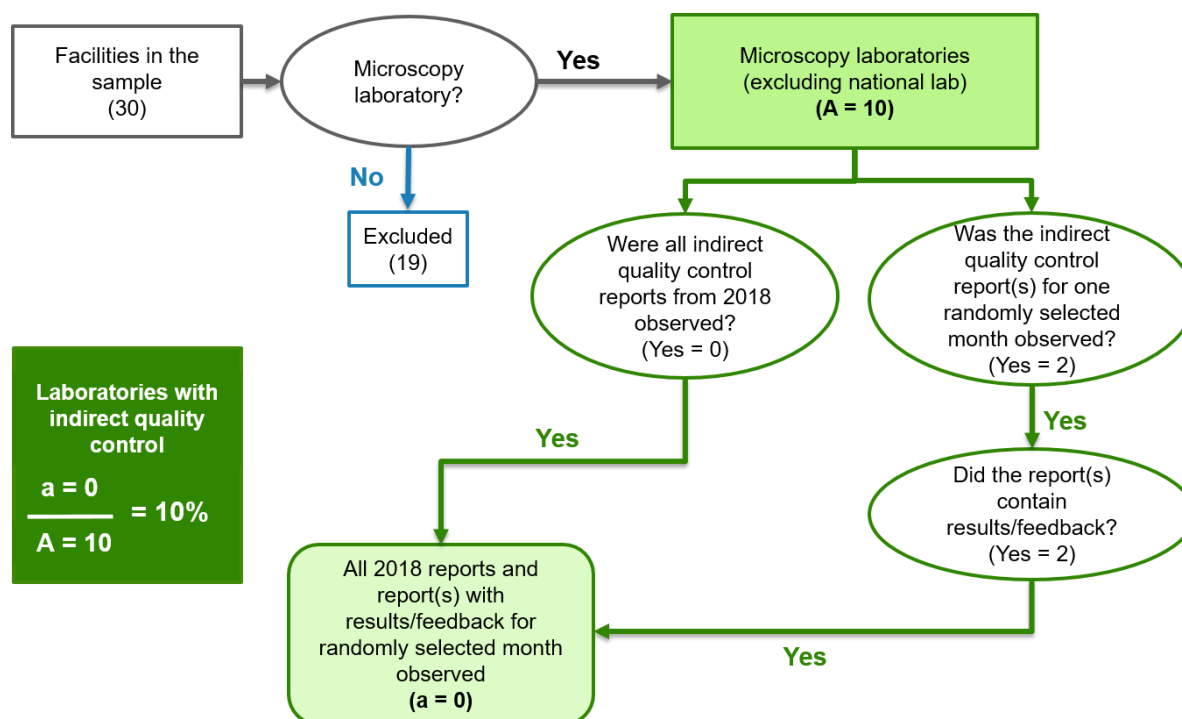 Facilities in the
sample
(30)
Microscopy
laboratory?
Yes
Microscopy laboratories
(excluding national lab)
(A = 10)
No
Excluded
(19)
Were all indirect
quality control
reports from 2018
observed?
(Yes = 0)
Was the indirect
quality control
report(s) for one
randomly selected
month observed?
(Yes = 2)
Laboratories with
indirect quality
control
a = 0
A = 10
= 10%
Yes
Yes
Did the report(s)
contain
results/feedback?
(Yes = 2)
All 2018 reports and
report(s) with
results/feedback for
randomly selected month
observed
(a = 0)
Yes